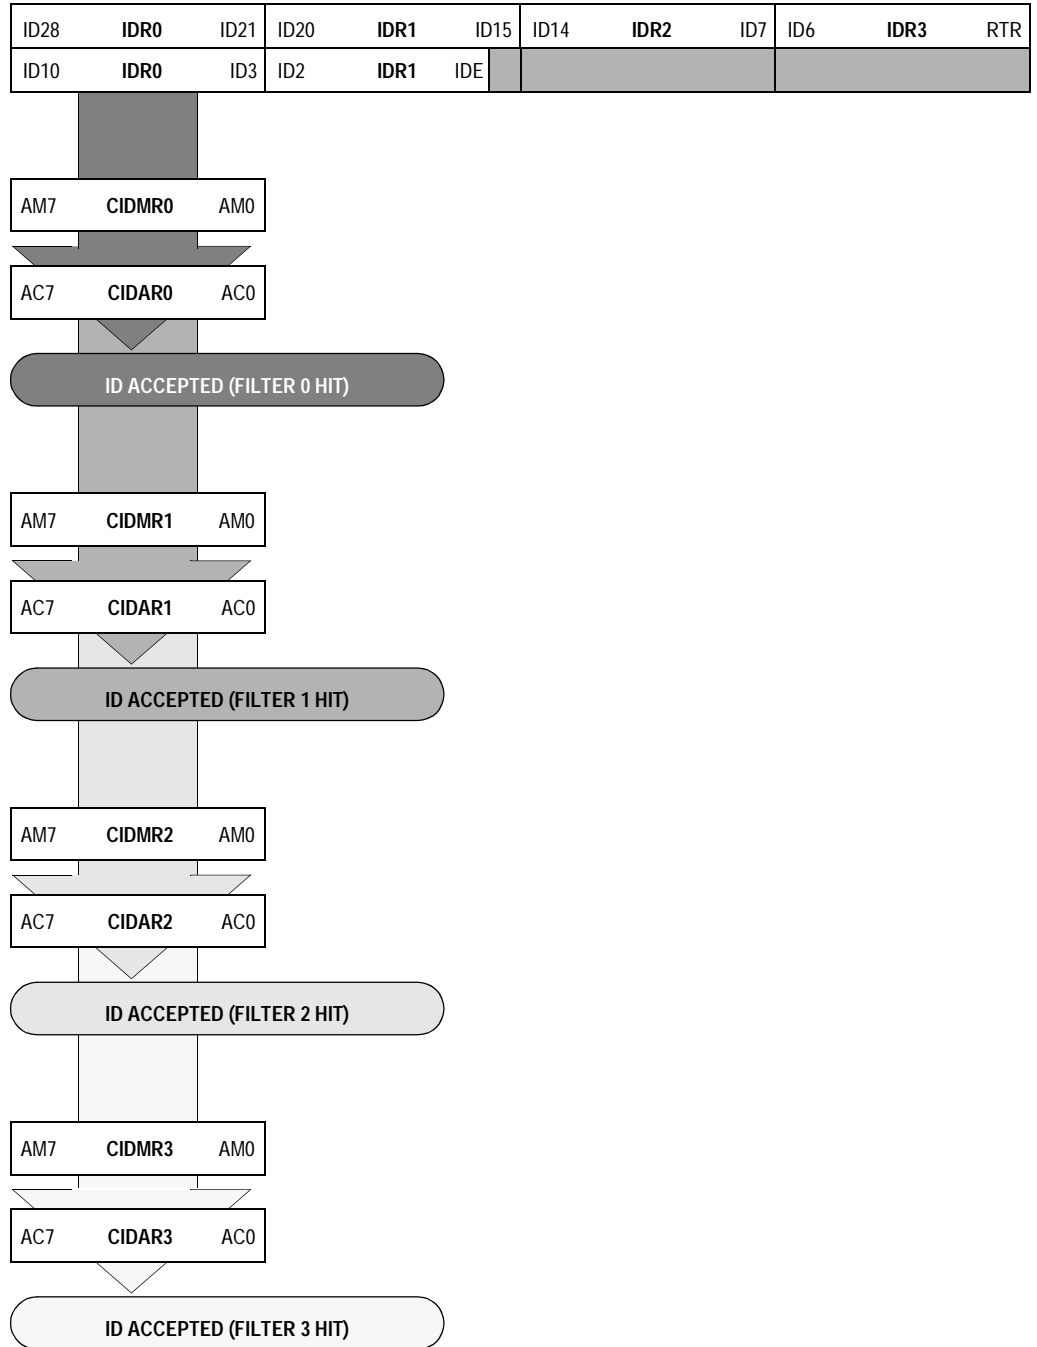 ID28 IDR0 ID21 ID20 IDR1 ID15 ID14 IDR2 ID7 ID6 IDR3 RTR
ID10 IDR0 ID3 ID2 IDR1 IDE
AM7 CIDMR0 AM0
AC7 CIDAR0 AC0
ID ACCEPTED (FILTER 0 HIT)
AM7 CIDMR1 AM0
AC7 CIDAR1 AC0
ID ACCEPTED (FILTER 1 HIT)
AM7 CIDMR2 AM0
AC7 CIDAR2 AC0
ID ACCEPTED (FILTER 2 HIT)
AM7 CIDMR3 AM0
AC7 CIDAR3 AC0
ID ACCEPTED (FILTER 3 HIT)